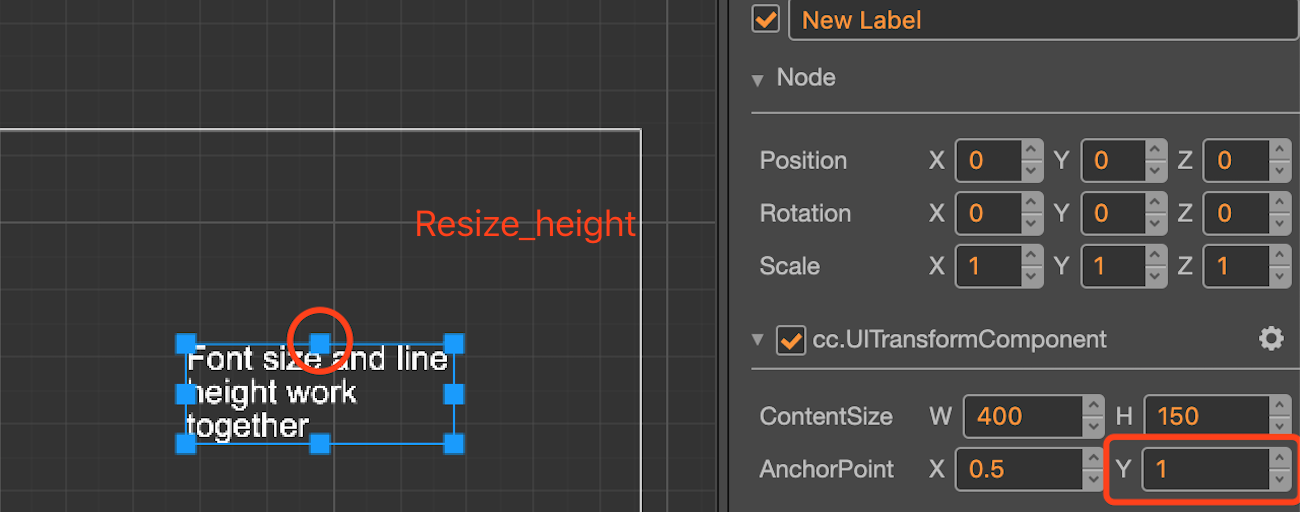 New Label
Node
Position X 0 Y 0 Z 0
Rotation X 0 Y 0 Z 0
Scale X 1 Y 1 Z 1
cc.UITransformComponent
ContentSize W 400 H 150
AnchorPoint X 0.5 Y 1
Resize_height
Font size and line
height work
together